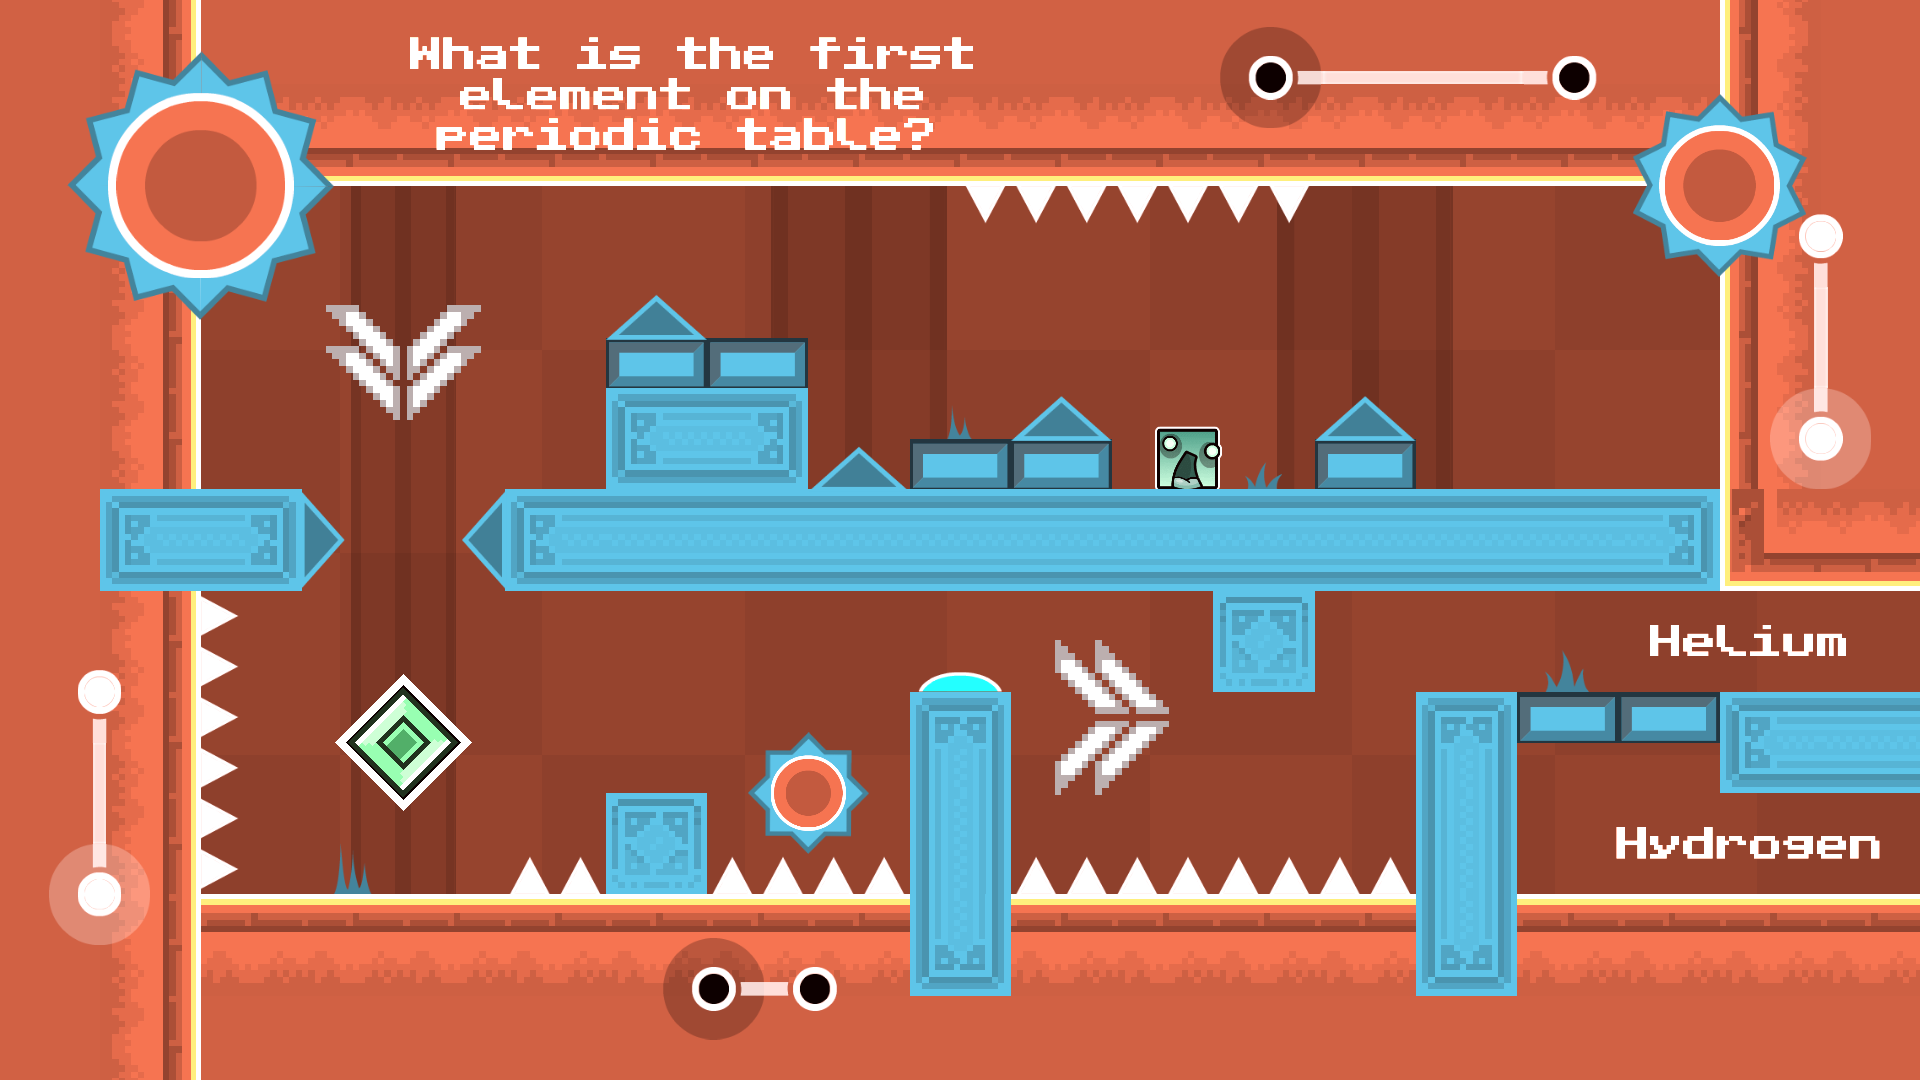 What is the first
element on the
periodic table?
Helium
Hydrogen